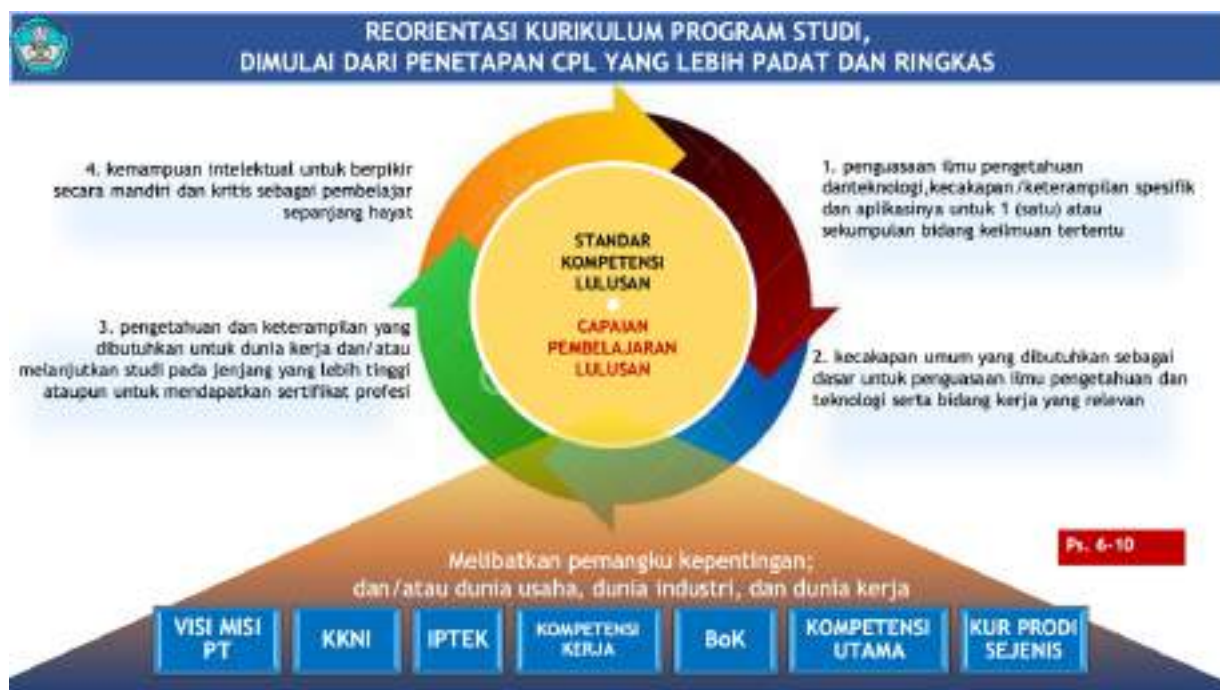 REORIENTASI KURIKULUM PROGRAM STUDI,
DIMULAI DARI PENETAPAN CPL YANG LEBIH PADAT DAN RINGKAS
4. kemampuan intelektual untuk berpikir
secara mandiri dan kritis sebagai pembelajar
sepanjang hayat
1. penguasaan ilmu pengetahuan
danteknologi,kecakapan/keterampilan spesifik
dan aplikasinya untuk 1 (satu) atau
sekumpulan bidang keilmuan tertentu
STANDAR
KOMPETENSI
LULUSAN
CAPAIAN
PEMBELAJARAN
LULUSAN
3. pengetahuan dan keterampilan yang
dibutuhkan untuk dunia kerja dan/atau
melanjutkan studi pada jenjang yang lebih tinggi
ataupun untuk mendapatkan sertifikat profesi
2. kecakapan umum yang dibutuhkan sebagai
dasar untuk penguasaan ilmu pengetahuan dan
teknologi serta bidang kerja yang relevan
Ps. 6-10
Melibatkan pemangku kepentingan;
dan/atau dunia usaha, dunia industri, dan dunia kerja
VISI MISI
PT
KKNI
IPTEK
KOMPETENSI
KERJA
BoK
KOMPETENSI
UTAMA
KUR PRODI
SEJENIS